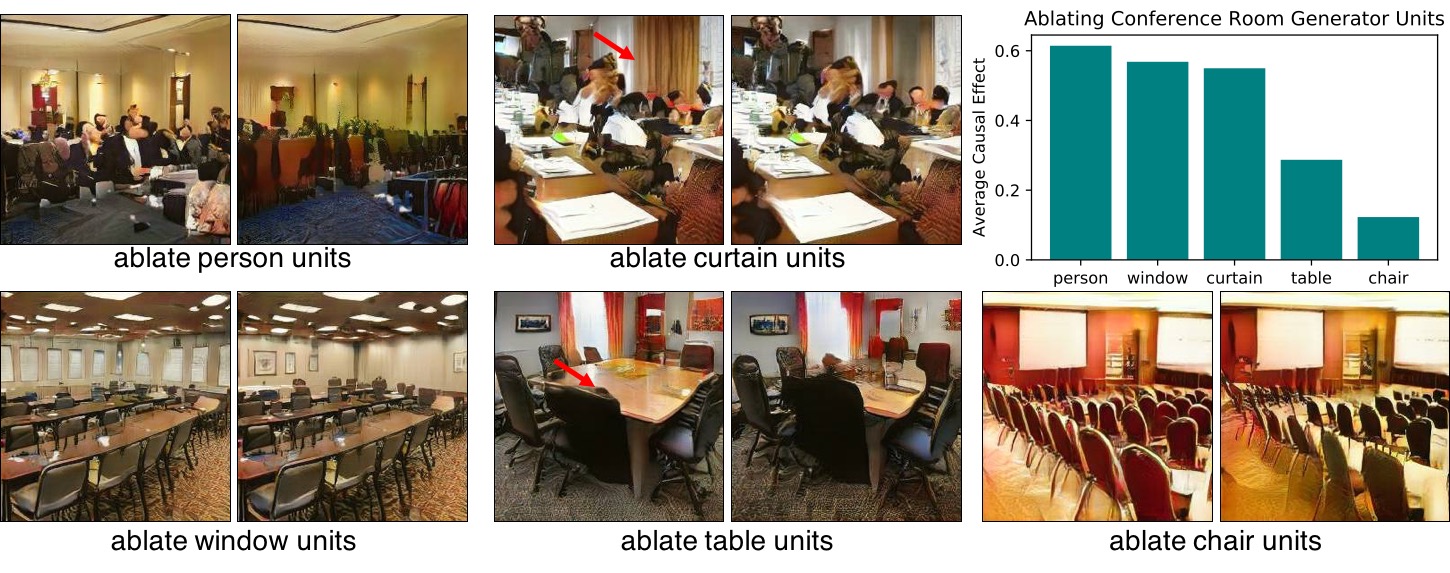 Ablating Conference Room Generator Units
Average Causal Effect
0.6
0.4
0.2
0.0
person window curtain table chair
ablate person units
ablate curtain units
ablate window units
ablate table units
ablate chair units